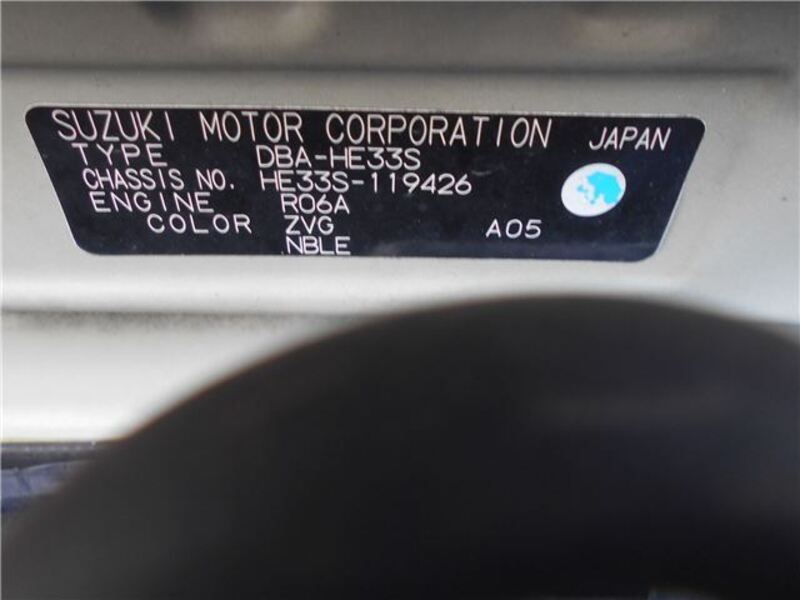 SUZUKI MOTOR CORPORATION JAPAN
TYPE DBA-HE33S
CHASSIS NO. HE33S-119426
ENGINE R06A
COLOR ZVG A05
NBLE